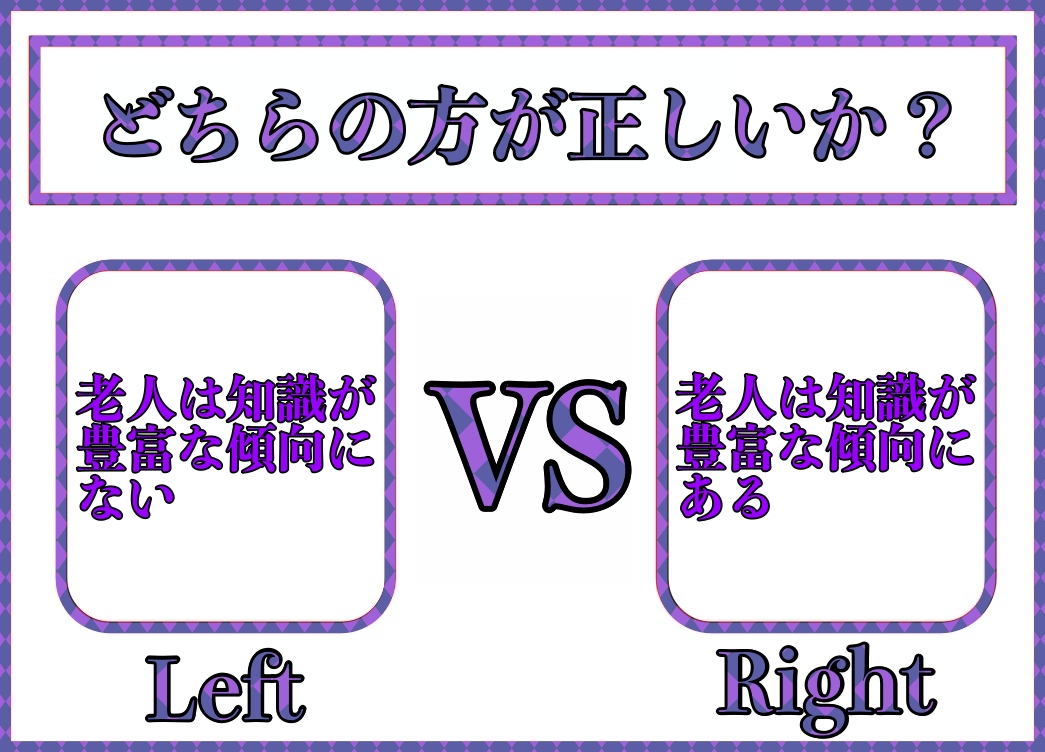 どちらの方が正しいか？
老人は知識が
豊富な傾向に
ない
VS
老人は知識が
豊富な傾向に
ある
Left
Right